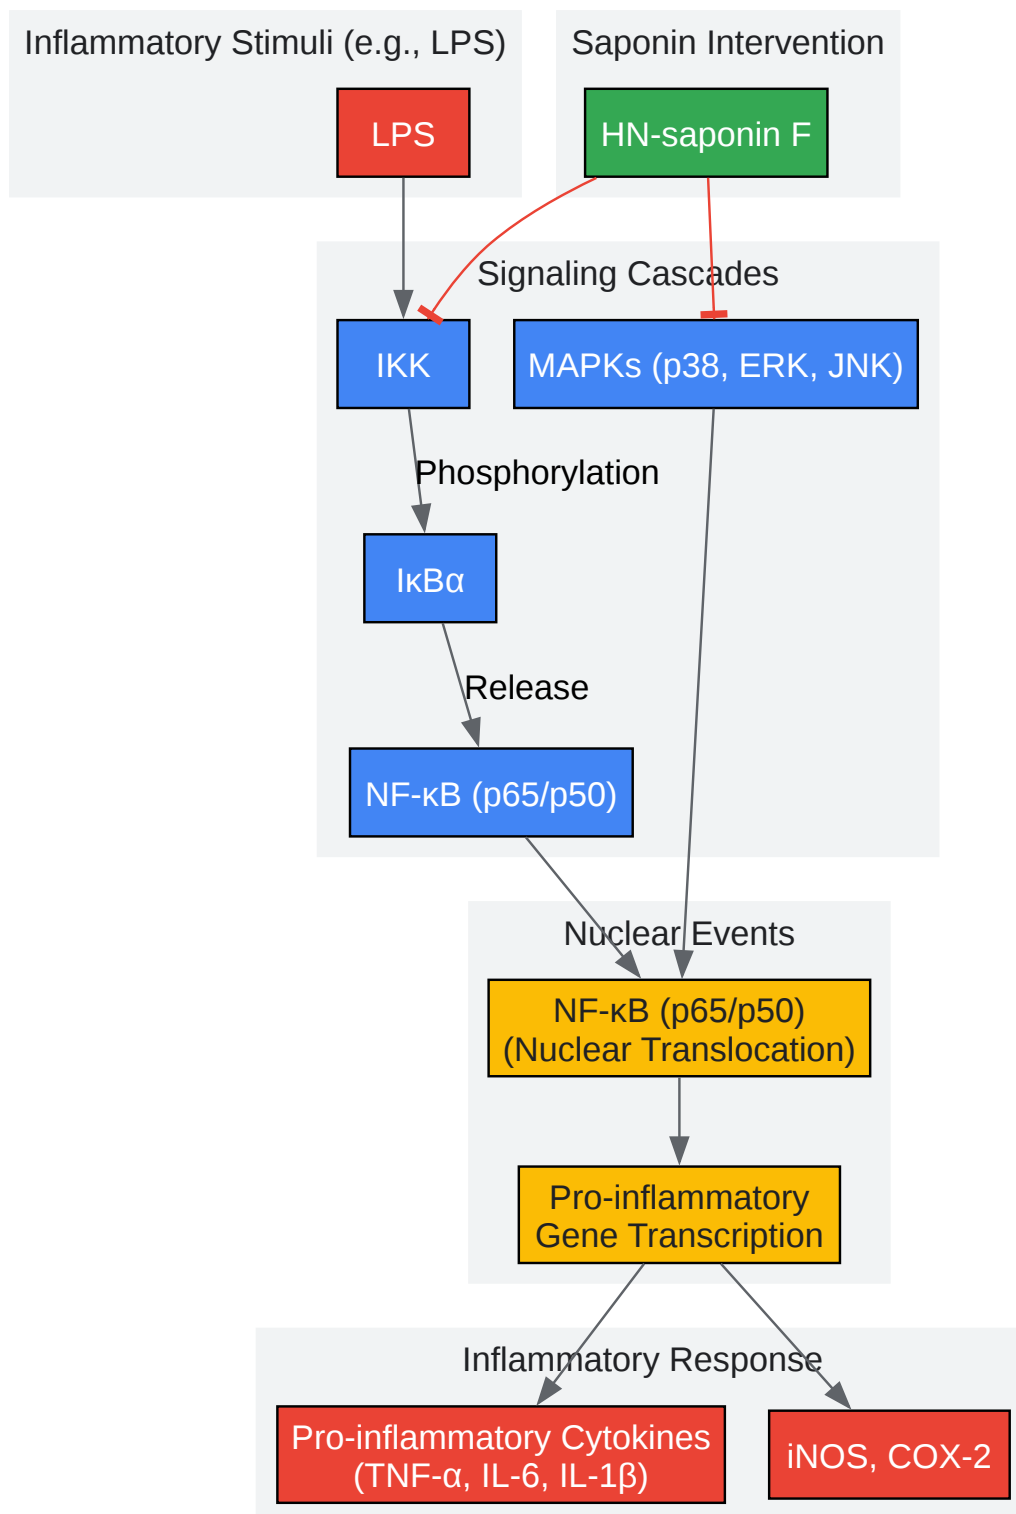 Inflammatory Stimuli (e.g., LPS)
Saponin Intervention
LPS
HN-saponin F
Signaling Cascades
IKK
MAPKs (p38, ERK, JNK)
Phosphorylation
IκBα
Release
NF-κB (p65/p50)
Nuclear Events
NF-κB (p65/p50)
(Nuclear Translocation)
Pro-inflammatory
Gene Transcription
Inflammatory Response
Pro-inflammatory Cytokines
(TNF-α, IL-6, IL-1β)
iNOS, COX-2